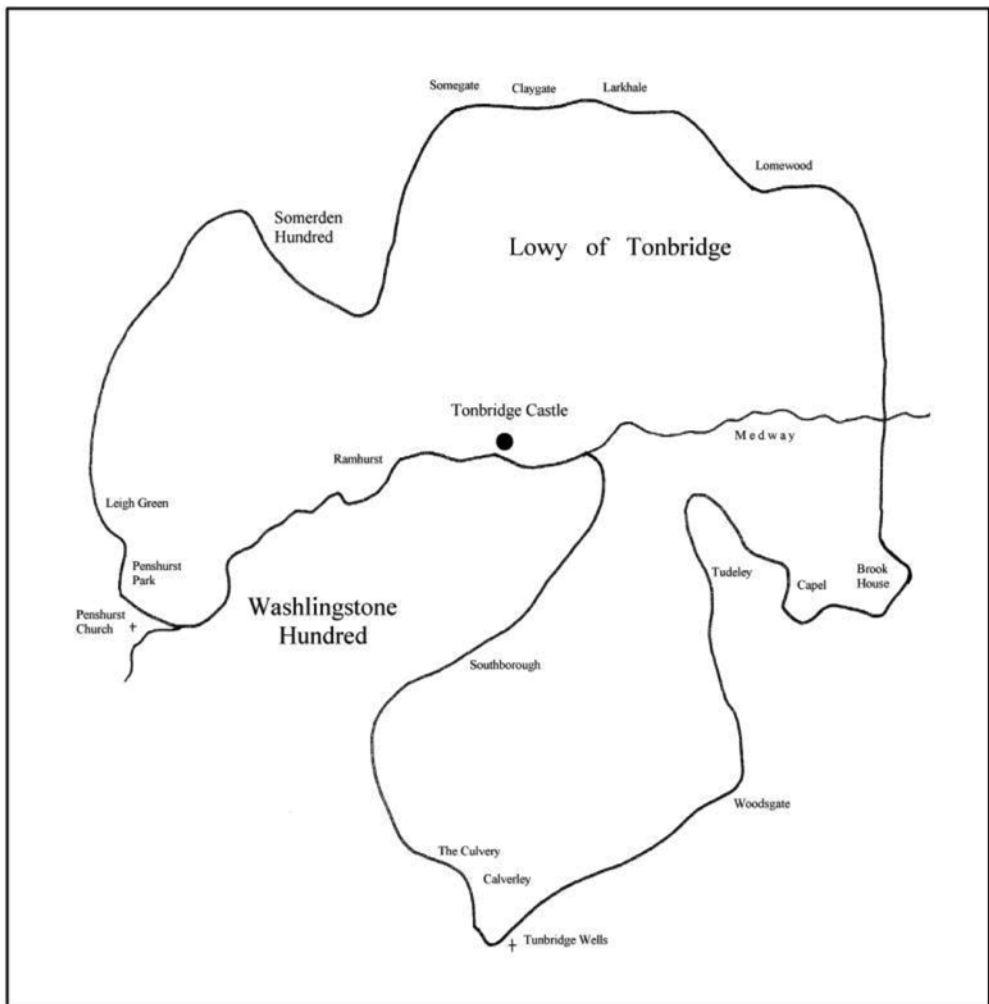 Somegate
Claygate
Larkhale
Lomewood
Somerden
Hundred
Lowy of Tonbridge
Tonbridge Castle
Medway
Ramhurst
Leigh Green
Penshurst
Park
Penshurst
Church
Tudeley
Capel
Brook
House
Washlingstone
Hundred
Southborough
Woodsgate
The Culvery
Calverley
Tunbridge Wells